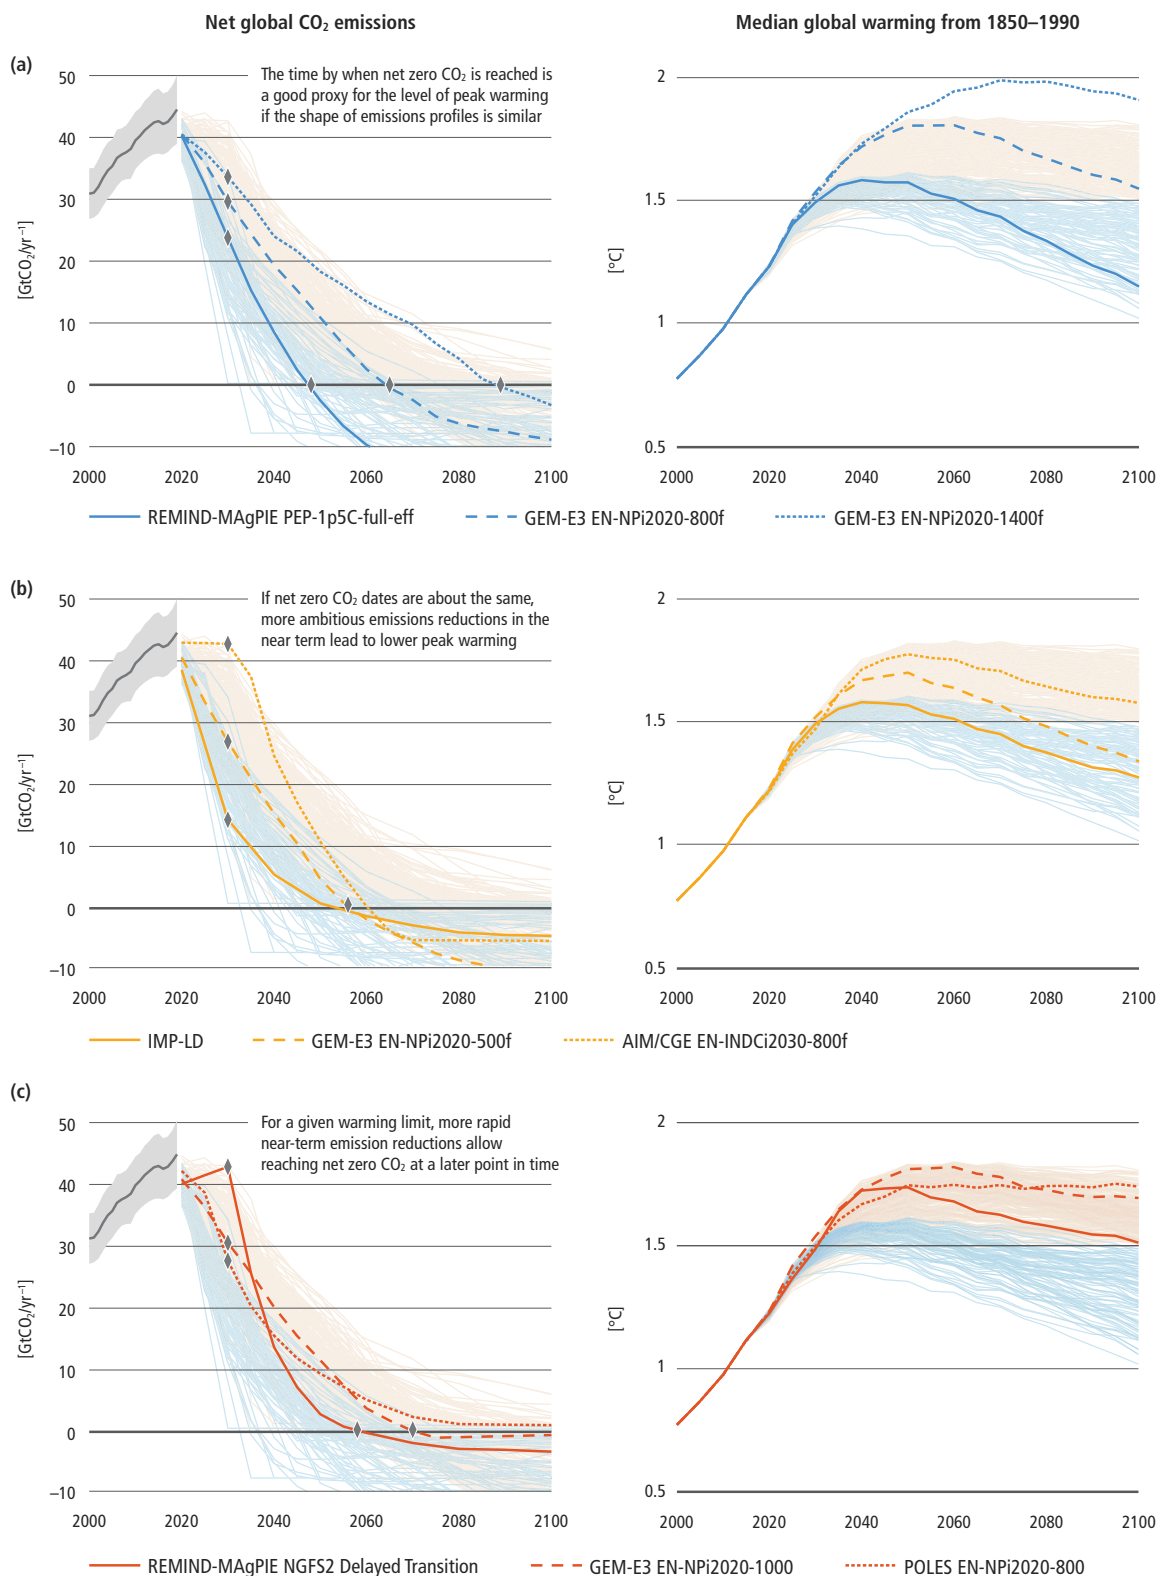 Net global CO₂ emissions
Median global warming from 1850–1990
(a)
The time by when net zero CO₂ is reached is
a good proxy for the level of peak warming
if the shape of emissions profiles is similar
[GtCO₂/yr⁻¹]
50
40
30
20
10
0
–10
2000 2020 2040 2060 2080 2100
[°C]
2
1.5
1
0.5
2000 2020 2040 2060 2080 2100
REMIND-MAgPIE PEP-1p5C-full-eff GEM-E3 EN-NPi2020-800f GEM-E3 EN-NPi2020-1400f
(b)
If net zero CO₂ dates are about the same,
more ambitious emissions reductions in the
near term lead to lower peak warming
[GtCO₂/yr⁻¹]
50
40
30
20
10
0
–10
2000 2020 2040 2060 2080 2100
[°C]
2
1.5
1
0.5
2000 2020 2040 2060 2080 2100
IMP-LD GEM-E3 EN-NPi2020-500f AIM/CGE EN-INDCi2030-800f
(c)
For a given warming limit, more rapid
near-term emission reductions allow
reaching net zero CO₂ at a later point in time
[GtCO₂/yr⁻¹]
50
40
30
20
10
0
–10
2000 2020 2040 2060 2080 2100
[°C]
2
1.5
1
0.5
2000 2020 2040 2060 2080 2100
REMIND-MAgPIE NGFS2 Delayed Transition GEM-E3 EN-NPi2020-1000 POLES EN-NPi2020-800